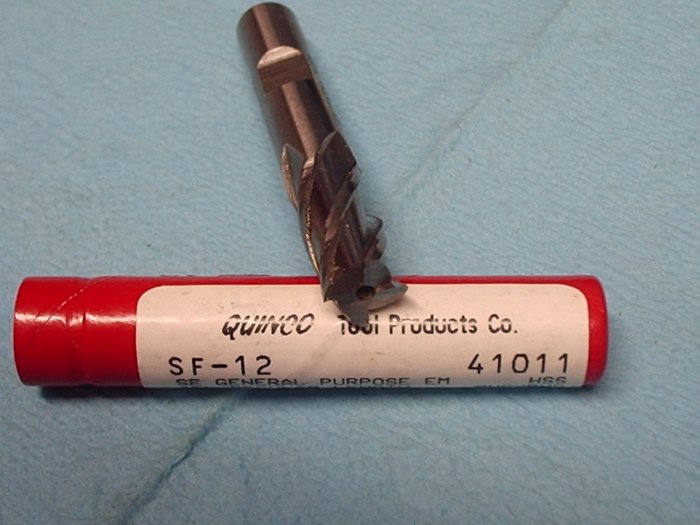 QUINCO Tool Products Co.
SF-12 41011
SE GENERAL PURPOSE EM HSS